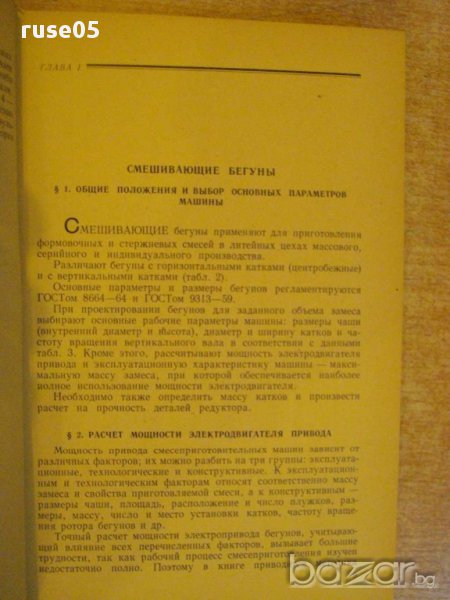 ruse05
ГЛАВА I
СМЕШИВАЮЩИЕ БЕГУНЫ
§ 1. ОБЩИЕ ПОЛОЖЕНИЯ И ВЫБОР ОСНОВНЫХ ПАРАМЕТРОВ
МАШИНЫ
СМЕШИВАЮЩИЕ бегуны применяют для приготовления
формовочных и стержневых смесей в литейных цехах массового,
серийного и индивидуального производства.
Различают бегуны с горизонтальными катками (центробежные)
и с вертикальными катками (табл. 2).
Основные параметры и размеры бегунов регламентируются
ГОСТом 8664—64 и ГОСТом 9313—59.
При проектировании бегунов для заданного объема замеса
выбирают основные рабочие параметры машины: размеры чаши
(внутренний диаметр и высота), диаметр и ширину катков и ча-
стоту вращения вертикального вала в соответствии с данными
табл. 3. Кроме этого, рассчитывают мощность электродвигателя
привода и эксплуатационную характеристику машины — макси-
мальную массу замеса, при которой обеспечивается наиболее
полное использование мощности электродвигателя.
Необходимо также определить массу катков и произвести
расчет на прочность деталей редуктора.
§ 2. РАСЧЕТ МОЩНОСТИ ЭЛЕКТРОДВИГАТЕЛЯ ПРИВОДА
Мощность привода смесеприготовительных машин зависит от
различных факторов; их можно разбить на три группы: эксплуата-
ционные, технологические и конструктивные. К эксплуатацион-
ным и технологическим факторам относят соответственно массу
замеса и свойства приготовляемой смеси, а к конструктивным —
размеры чаши, площадь, расположение и число плужков, раз-
меры, массу, число и место установки катков, частоту враще-
ния ротора бегунов и др.
Точный расчет мощности электропривода бегунов, учитываю-
щий влияние всех перечисленных факторов, вызывает большие
трудности, так как рабочий процесс смесеприготовления изучен
недостаточно полно. Поэтому в книге
bazar.bg